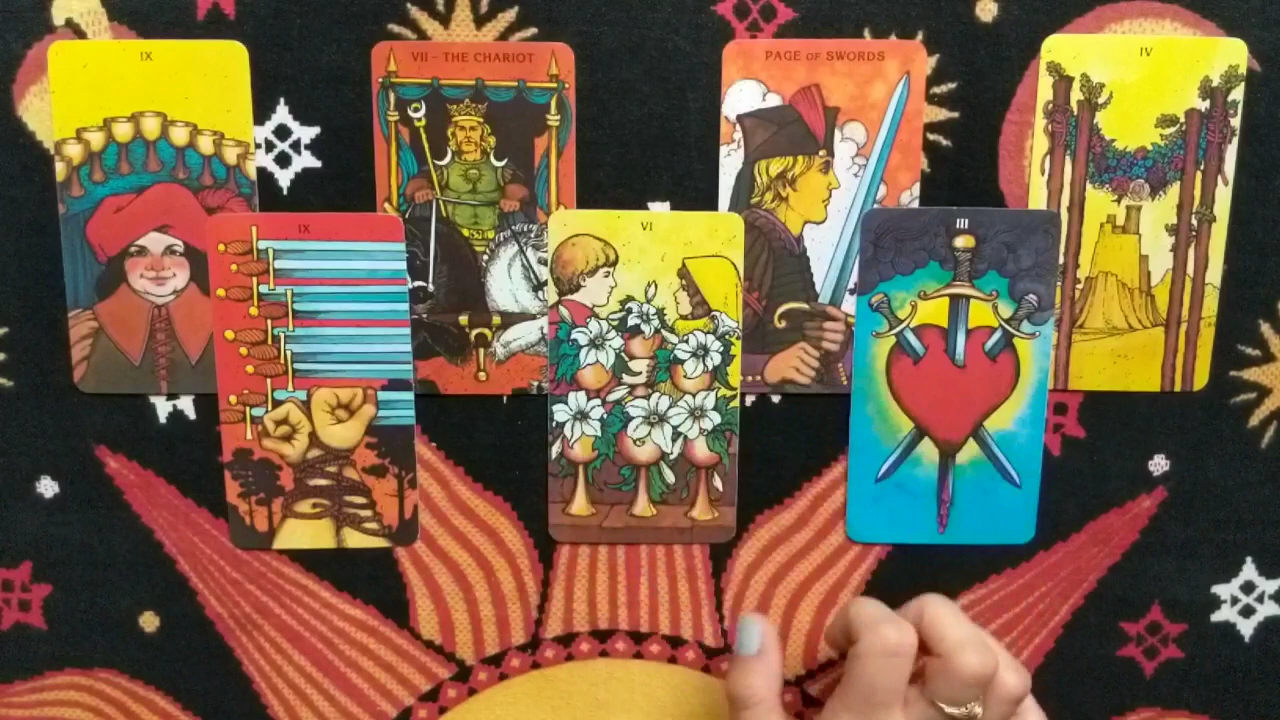 IX
VII - THE CHARIOT
PAGE OF SWORDS
IV
IX
VI
III